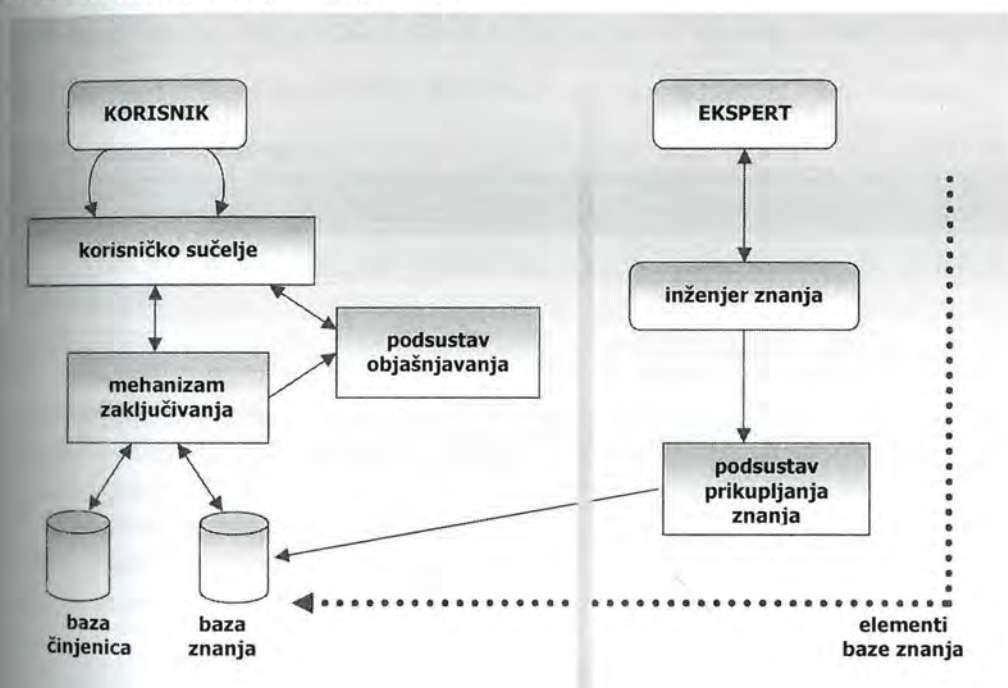 KORISNIK
EKSPERT
korisničko sučelje
inženjer znanja
podsustav
objašnjavanja
mehanizam
zaključivanja
podsustav
prikupljanja
znanja
baza
činjenica
baza
znanja
elementi
baze znanja